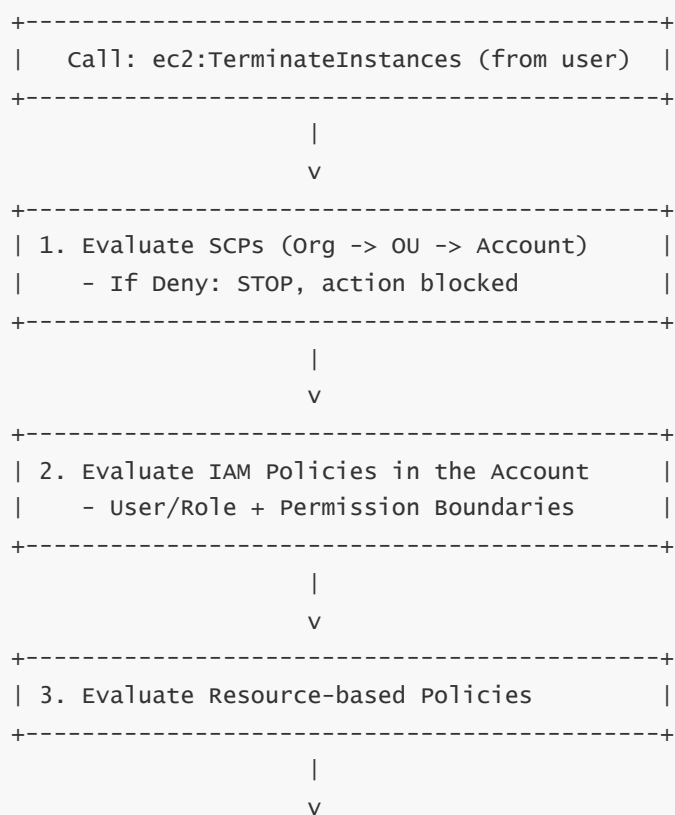 +---------------------------------------------+
|   Call: ec2:TerminateInstances (from user)  |
+---------------------------------------------+
                     |
                     v
+---------------------------------------------+
| 1. Evaluate SCPs (Org -> OU -> Account)     |
|    - If Deny: STOP, action blocked          |
+---------------------------------------------+
                     |
                     v
+---------------------------------------------+
| 2. Evaluate IAM Policies in the Account     |
|    - User/Role + Permission Boundaries      |
+---------------------------------------------+
                     |
                     v
+---------------------------------------------+
| 3. Evaluate Resource-based Policies         |
+---------------------------------------------+
                     |
                     v